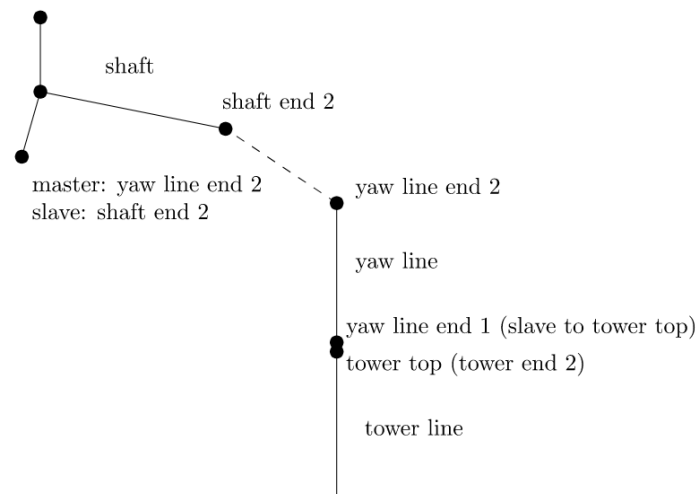 shaft
shaft end 2
master: yaw line end 2
slave: shaft end 2
yaw line end 2
yaw line
yaw line end 1 (slave to tower top)
tower top (tower end 2)
tower line